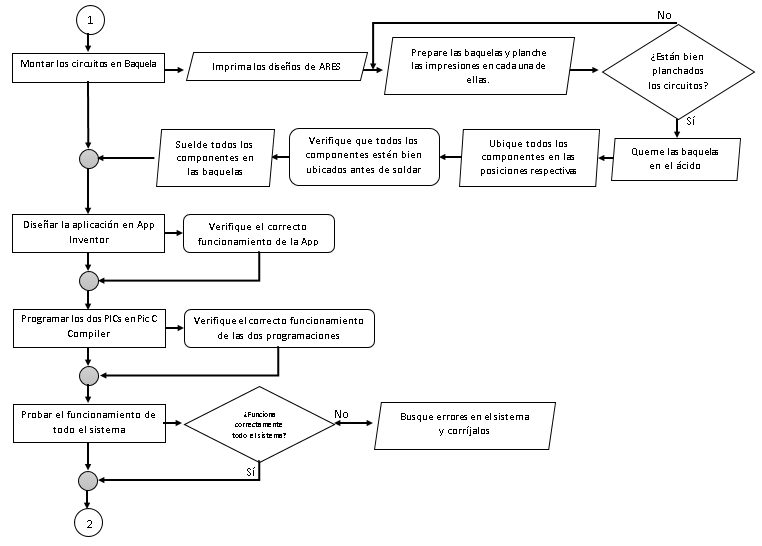 1
No
Montar los circuitos en Baquela
Imprima los diseños de ARES
Prepare las baquelas y planche
las impresiones en cada una de
ellas.
¿Están bien
planchados
los circuitos?
Sí
Suelde todos los
componentes en
las baquelas
Verifique que todos los
componentes estén bien
ubicados antes de soldar
Ubique todos los
componentes en las
posiciones respectivas
Queme las baquelas
en el ácido
Diseñar la aplicación en App
Inventor
Verifique el correcto
funcionamiento de la App
Programar los dos PICs en Pic C
Compiler
Verifique el correcto funcionamiento
de las dos programaciones
Probar el funcionamiento de
todo el sistema
¿Funciona
correctamente
todo el sistema?
No
Busque errores en el sistema
y corríjalos
Sí
2